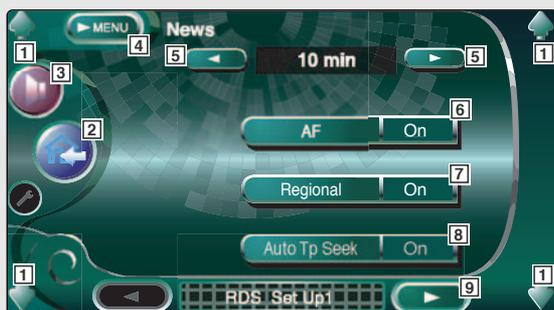 ► MENU
News
1
1
4
5
◄
10 min
►
5
3
6
AF
On
2
7
Regional
On
8
Auto Tp Seek
On
1
1
9
◄
RDS Set Up1
►